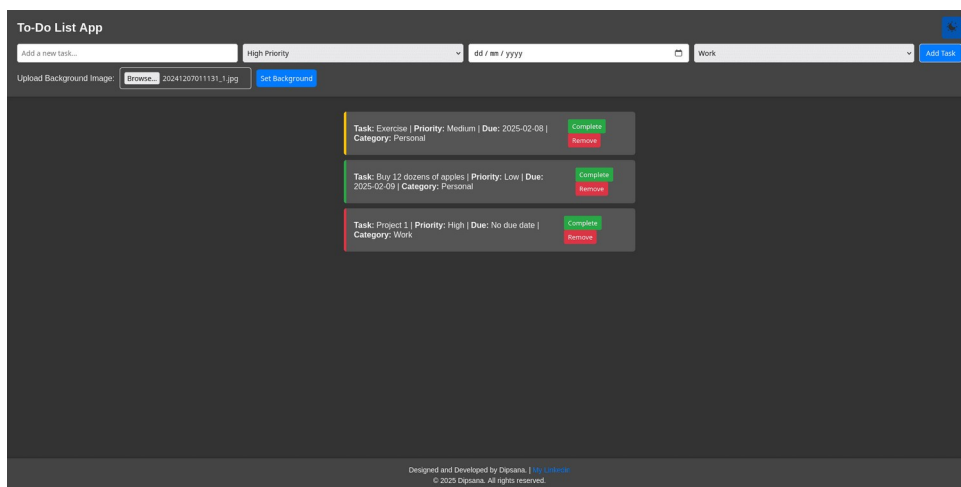 To-Do List App
Add a new task...
High Priority
dd / mm / yyyy
Work
Add Task
Upload Background Image:
Browse... 20241207011131_1.jpg
Set Background
Task: Exercise | Priority: Medium | Due: 2025-02-08 |
Category: Personal
Complete
Remove
Task: Buy 12 dozens of apples | Priority: Low | Due:
2025-02-09 | Category: Personal
Complete
Remove
Task: Project 1 | Priority: High | Due: No due date |
Category: Work
Complete
Remove
Designed and Developed by Dipsana. | My
© 2025 Dipsana. All rights reserved.